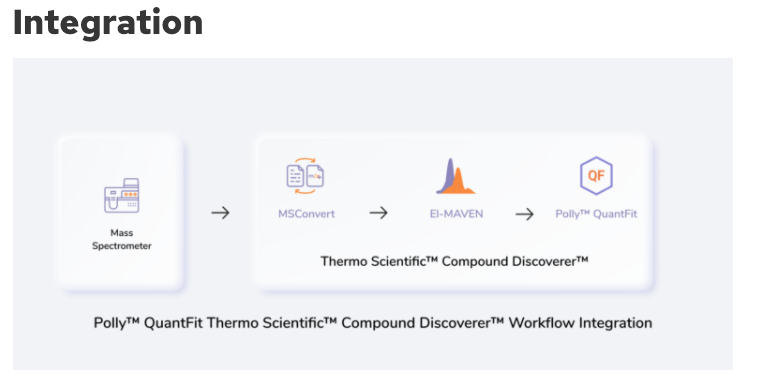 Integration
QF
MSConvert
El-MAVEN
Polly™ QuantFit
Mass
Spectrometer
Thermo Scientific™ Compound Discoverer™
Polly™ QuantFit Thermo Scientific™ Compound Discoverer™ Workflow Integration